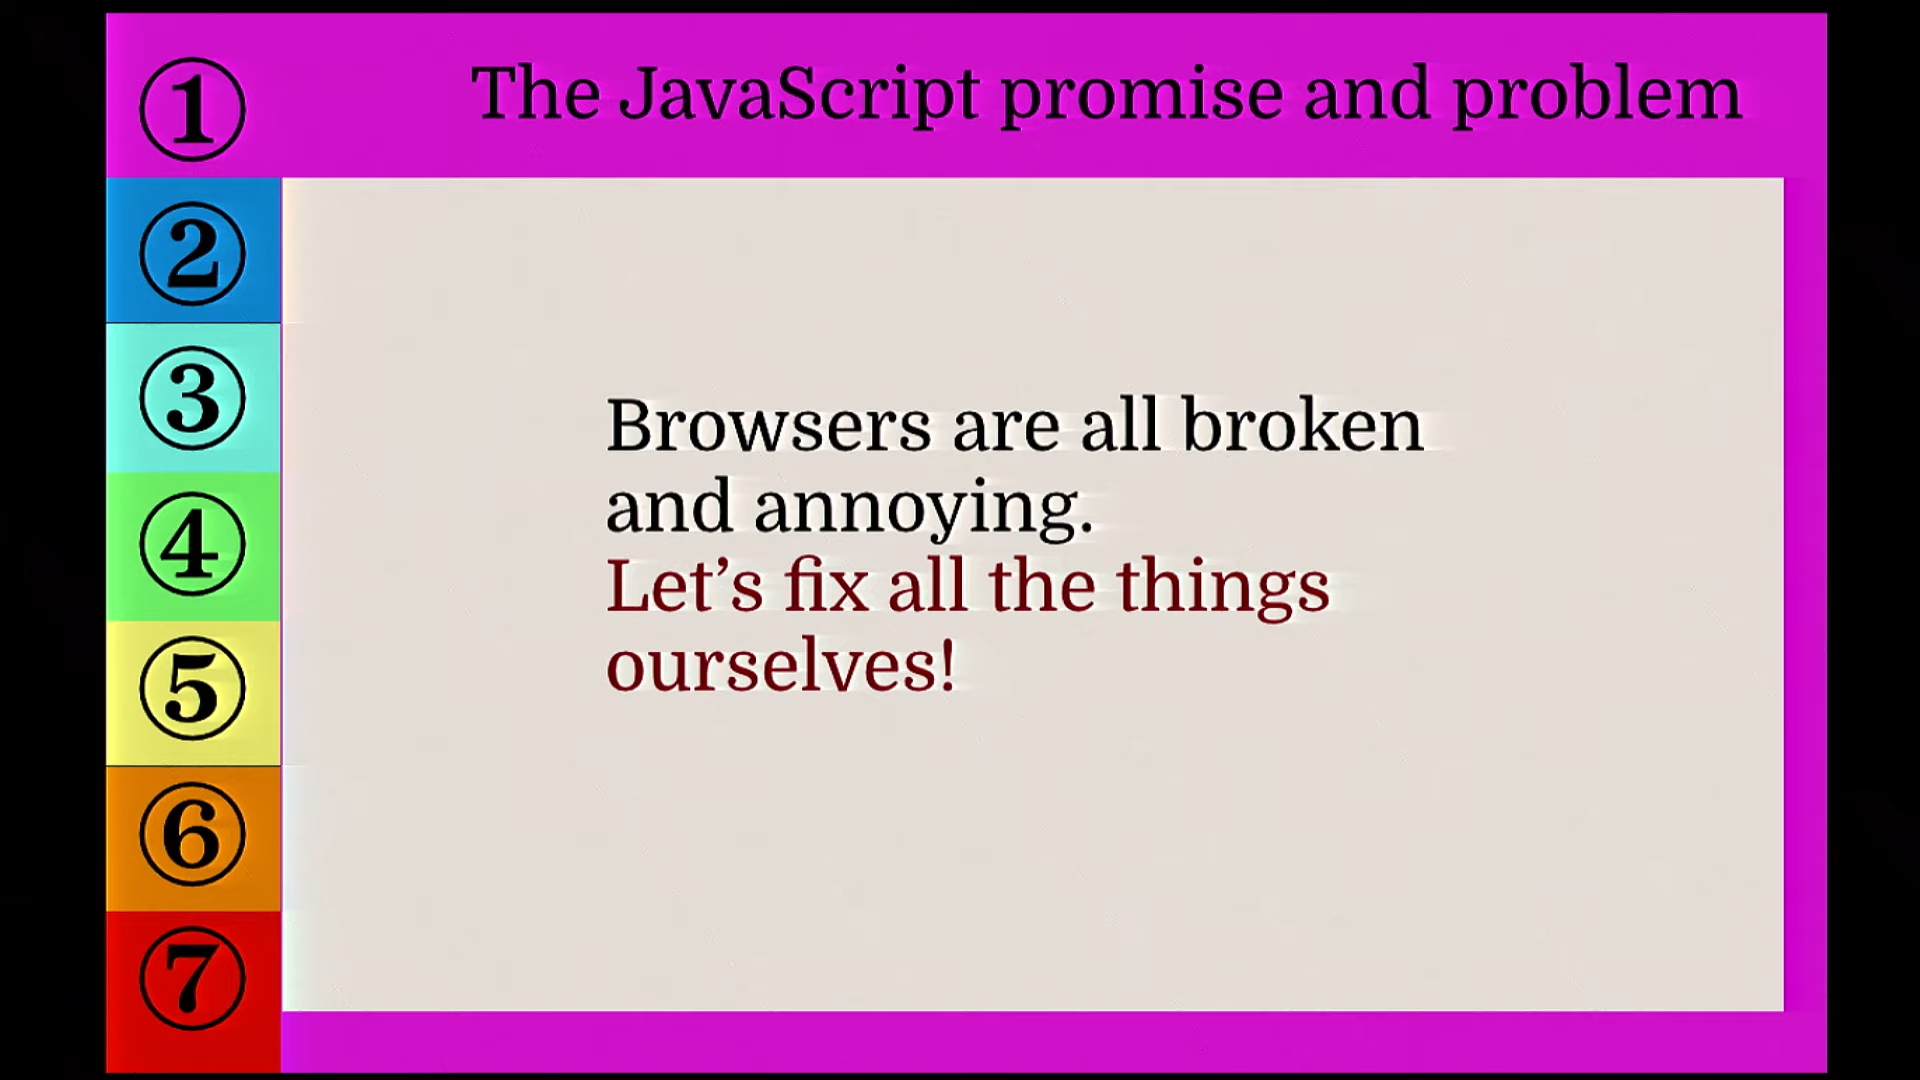 ① The JavaScript promise and problem
②
③
④
⑤
⑥
⑦
Browsers are all broken
and annoying.
Let’s fix all the things
ourselves!